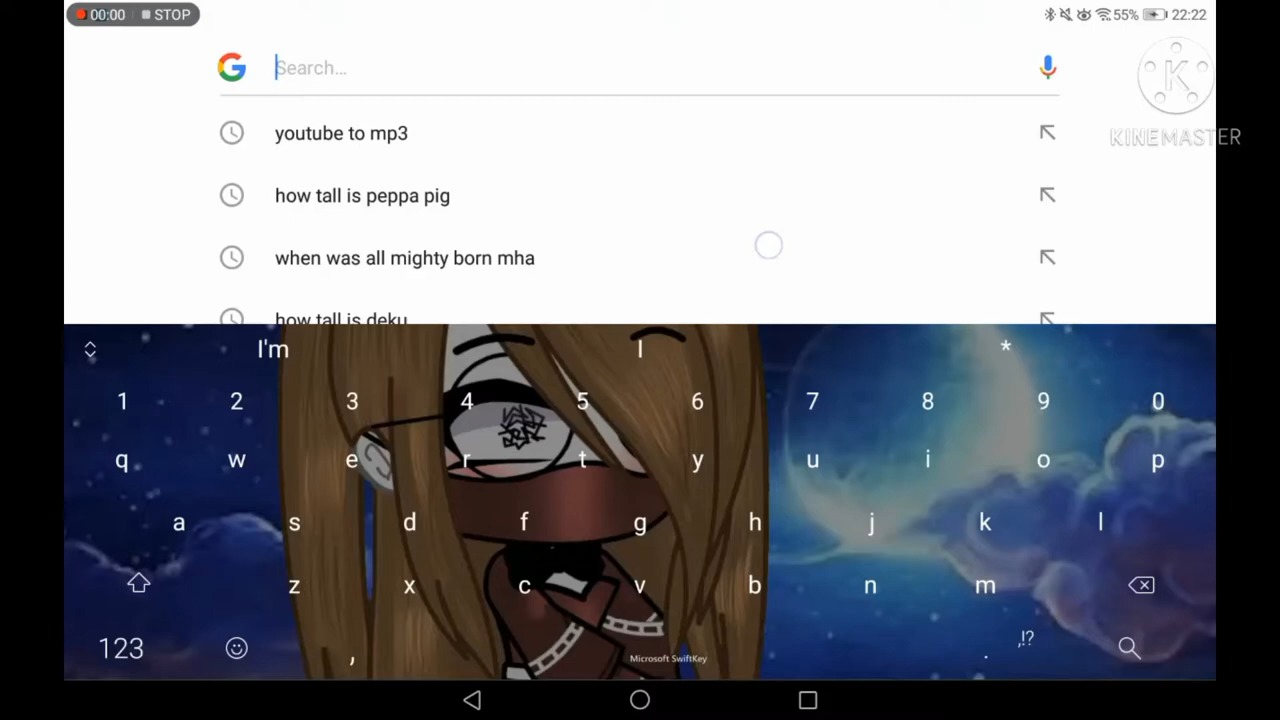 00:00 STOP 55% 22:22
Search…
KINEMASTER
youtube to mp3
how tall is peppa pig
when was all mighty born mha
how tall is deku
I'm I *
1 2 3 4 5 6 7 8 9 0
q w e r t y u i o p
a s d f g h j k l
z x c v b n m
123 , . ,!?
Microsoft SwiftKey